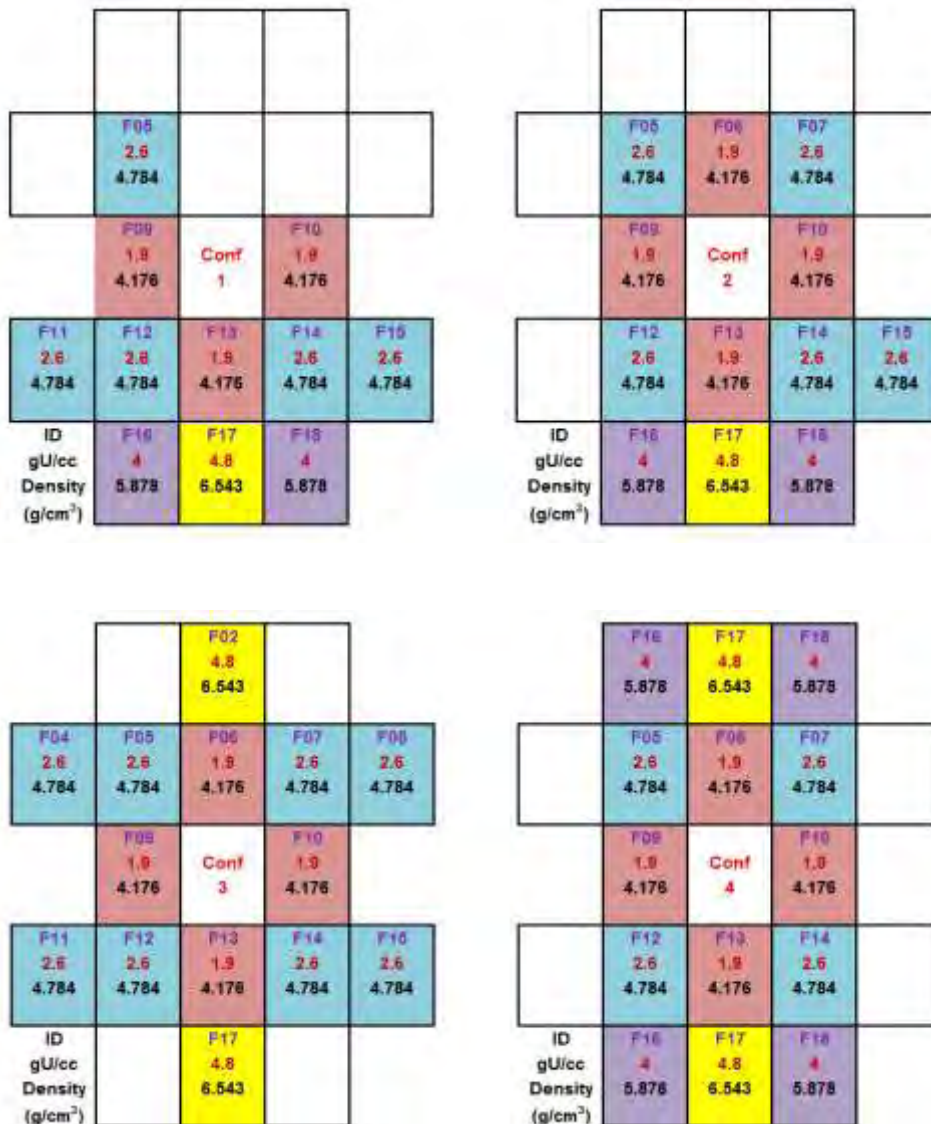 F05
2.6
4.784
F09 F10
1.9 Conf 1.9
4.176 1 4.176
F11 F12 F13 F14 F15
2.6 2.6 1.9 2.6 2.6
4.784 4.784 4.176 4.784 4.784
ID F16 F17 F18
gU/cc 4 4.8 4
Density 5.878 6.543 5.878
(g/cm³)
F05 F06 F07
2.6 1.9 2.6
4.784 4.176 4.784
F09 F10
1.9 Conf 1.9
4.176 2 4.176
F12 F13 F14 F15
2.6 1.9 2.6 2.6
4.784 4.176 4.784 4.784
ID F16 F17 F18
gU/cc 4 4.8 4
Density 5.878 6.543 5.878
(g/cm³)
F02
4.8
6.543
F04 F05 F06 F07 F08
2.6 2.6 1.9 2.6 2.6
4.784 4.784 4.176 4.784 4.784
F09 F10
1.9 Conf 1.9
4.176 3 4.176
F11 F12 F13 F14 F15
2.6 2.6 1.9 2.6 2.6
4.784 4.784 4.176 4.784 4.784
ID F17
gU/cc 4.8
Density 6.543
(g/cm³)
F16 F17 F18
4 4.8 4
5.878 6.543 5.878
F05 F06 F07
2.6 1.9 2.6
4.784 4.176 4.784
F09 F10
1.9 Conf 1.9
4.176 4 4.176
F12 F13 F14
2.6 1.9 2.6
4.784 4.176 4.784
ID F16 F17 F18
gU/cc 4 4.8 4
Density 5.878 6.543 5.878
(g/cm³)